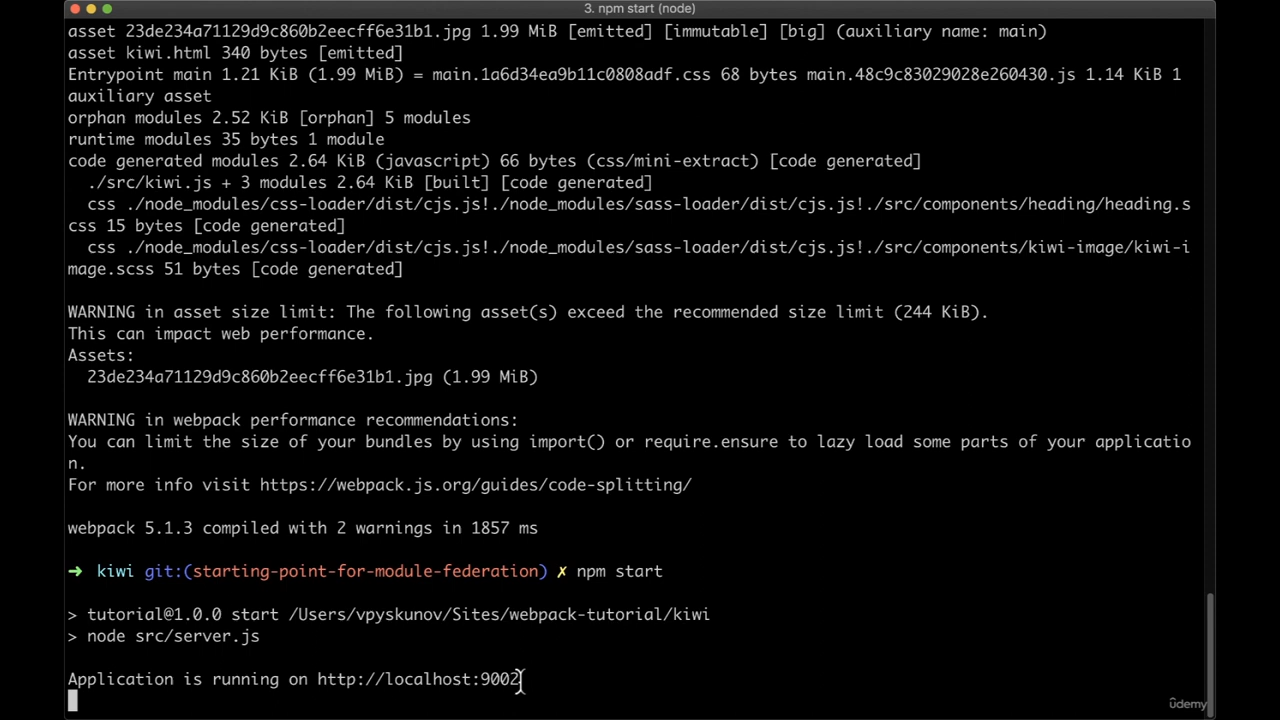 3. npm start (node)
asset 23de234a71129d9c860b2eecff6e31b1.jpg 1.99 MiB [emitted] [immutable] [big] (auxiliary name: main)
asset kiwi.html 340 bytes [emitted]
Entrypoint main 1.21 KiB (1.99 MiB) = main.1a6d34ea9b11c0808adf.css 68 bytes main.48c9c83029028e260430.js 1.14 KiB 1
auxiliary asset
orphan modules 2.52 KiB [orphan] 5 modules
runtime modules 35 bytes 1 module
code generated modules 2.64 KiB (javascript) 66 bytes (css/mini-extract) [code generated]
./src/kiwi.js + 3 modules 2.64 KiB [built] [code generated]
css ./node_modules/css-loader/dist/cjs.js!./node_modules/sass-loader/dist/cjs.js!./src/components/heading/heading.s
css 15 bytes [code generated]
css ./node_modules/css-loader/dist/cjs.js!./node_modules/sass-loader/dist/cjs.js!./src/components/kiwi-image/kiwi-i
mage.scss 51 bytes [code generated]
WARNING in asset size limit: The following asset(s) exceed the recommended size limit (244 KiB).
This can impact web performance.
Assets:
23de234a71129d9c860b2eecff6e31b1.jpg (1.99 MiB)
WARNING in webpack performance recommendations:
You can limit the size of your bundles by using import() or require.ensure to lazy load some parts of your applicatio
n.
For more info visit https://webpack.js.org/guides/code-splitting/
webpack 5.1.3 compiled with 2 warnings in 1857 ms
➜ kiwi git:(starting-point-for-module-federation) ✗ npm start
> tutorial@1.0.0 start /Users/vpyskunov/Sites/webpack-tutorial/kiwi
> node src/server.js
Application is running on http://localhost:9002
ûdemy